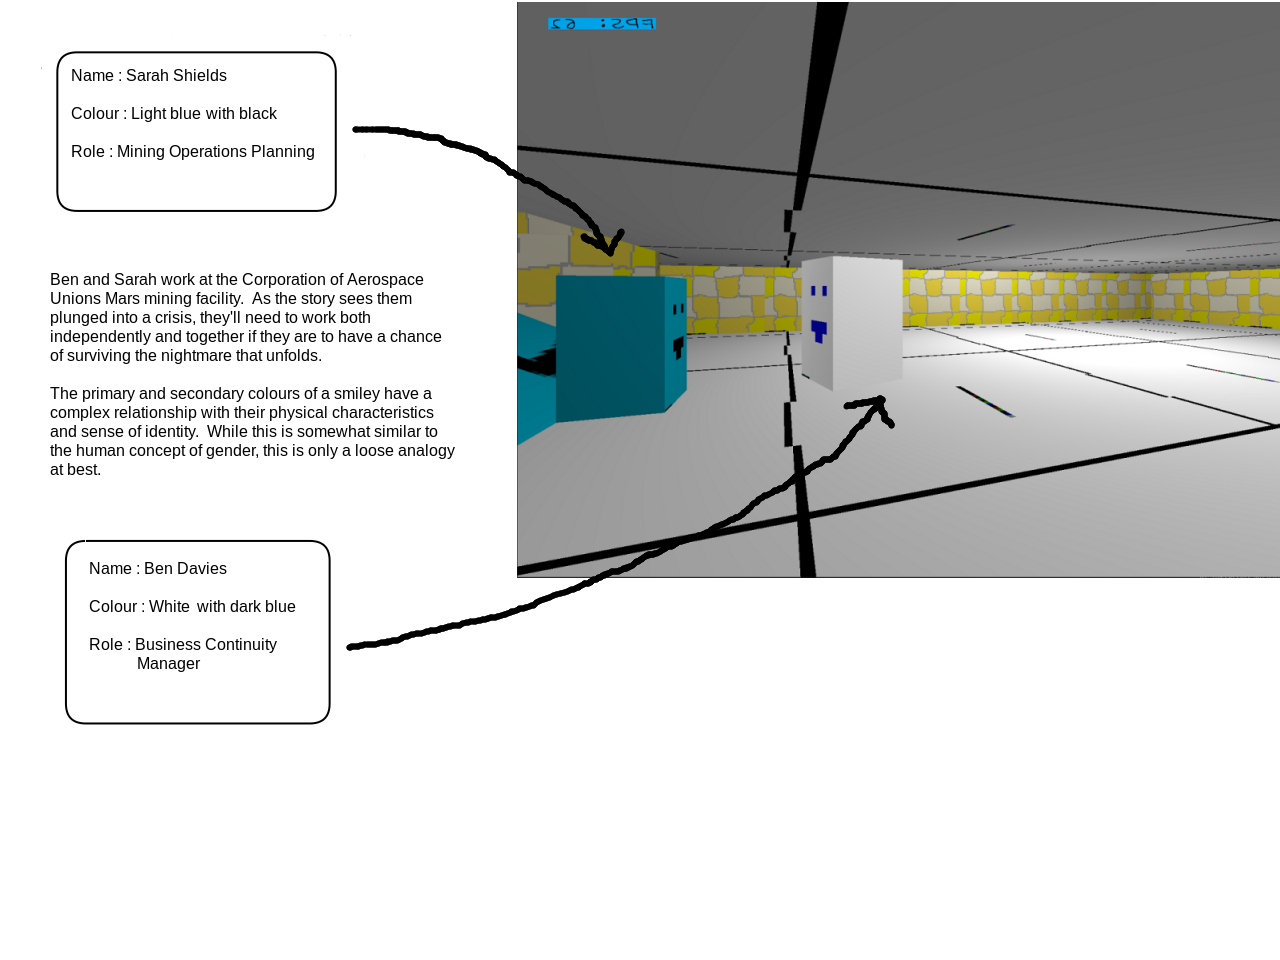 FPS: 62
Name : Sarah Shields
Colour : Light blue with black
Role : Mining Operations Planning
Ben and Sarah work at the Corporation of Aerospace
Unions Mars mining facility.  As the story sees them
plunged into a crisis, they'll need to work both
independently and together if they are to have a chance
of surviving the nightmare that unfolds.
The primary and secondary colours of a smiley have a
complex relationship with their physical characteristics
and sense of identity.  While this is somewhat similar to
the human concept of gender, this is only a loose analogy
at best.
Name : Ben Davies
Colour : White  with dark blue
Role : Business Continuity
Manager